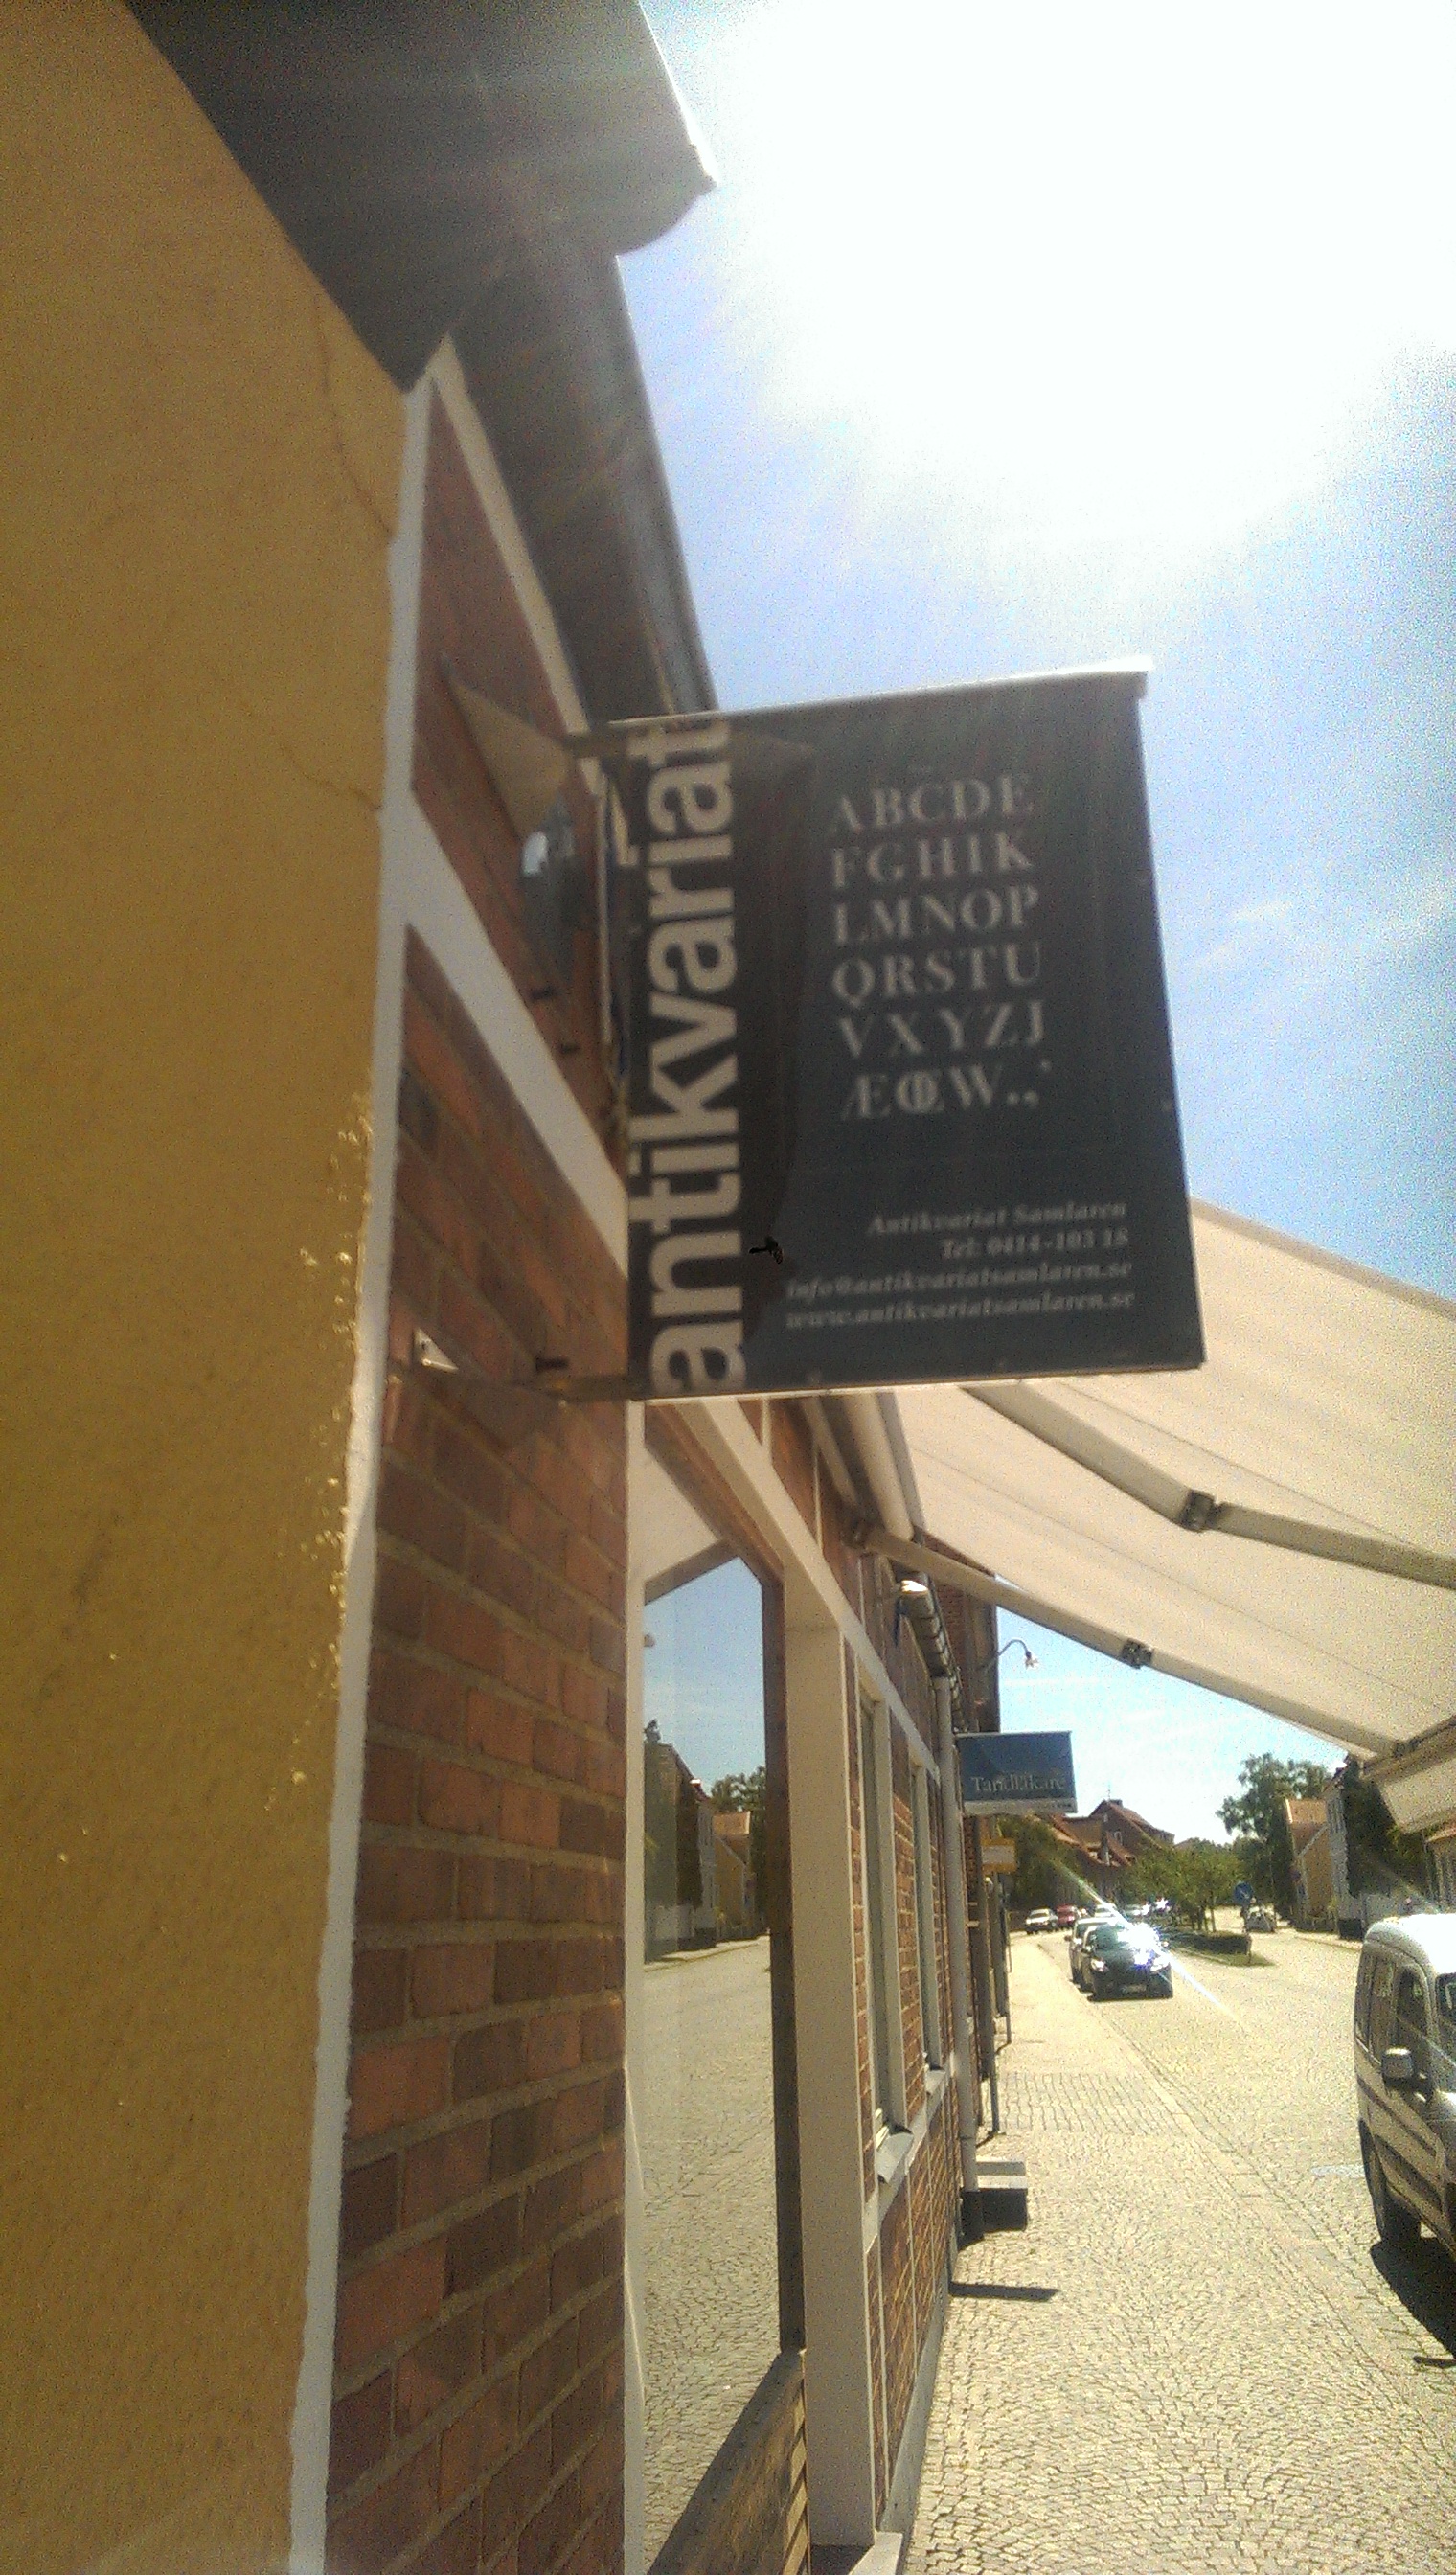 antikvariat
ABCDE
FGHIK
LMNOP
QRSTU
VXYZJ
ÆŒW.,'
Antikvariat Samlaren
Tel: 0414-103 18
info@antikvariatsamlaren.se
www.antikvariatsamlaren.se
Tandläkare